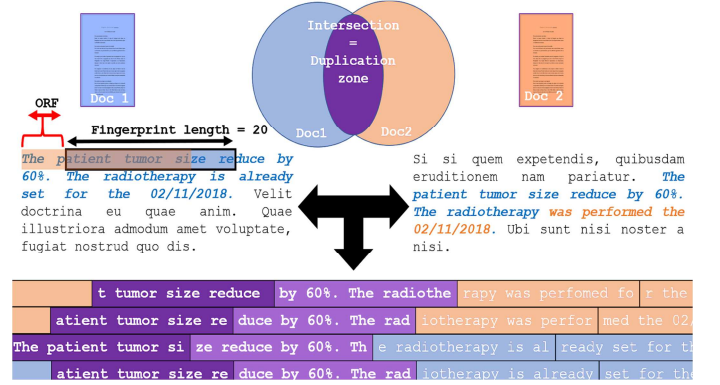 Intersection
=
Duplication
zone
Doc 1
Doc 2
Doc1
Doc2
ORF
Fingerprint length = 20
The patient tumor size reduce by
60%. The radiotherapy is already
set for the 02/11/2018. Velit
doctrina eu quae anim. Quae
illustriora admodum amet voluptate,
fugiat nostrud quo dis.
Si si quem expetendis, quibusdam
eruditionem nam pariatur. The
patient tumor size reduce by 60%.
The radiotherapy was performed the
02/11/2018. Ubi sunt nisi noster a
nisi.
t tumor size reduce by 60%. The radiothe rapy was perfomed fo r the
atient tumor size re duce by 60%. The rad iotherapy was perfor med the 02/
The patient tumor si ze reduce by 60%. Th e radiotherapy is al ready set for th
atient tumor size re duce by 60%. The rad iotherapy is already set for the